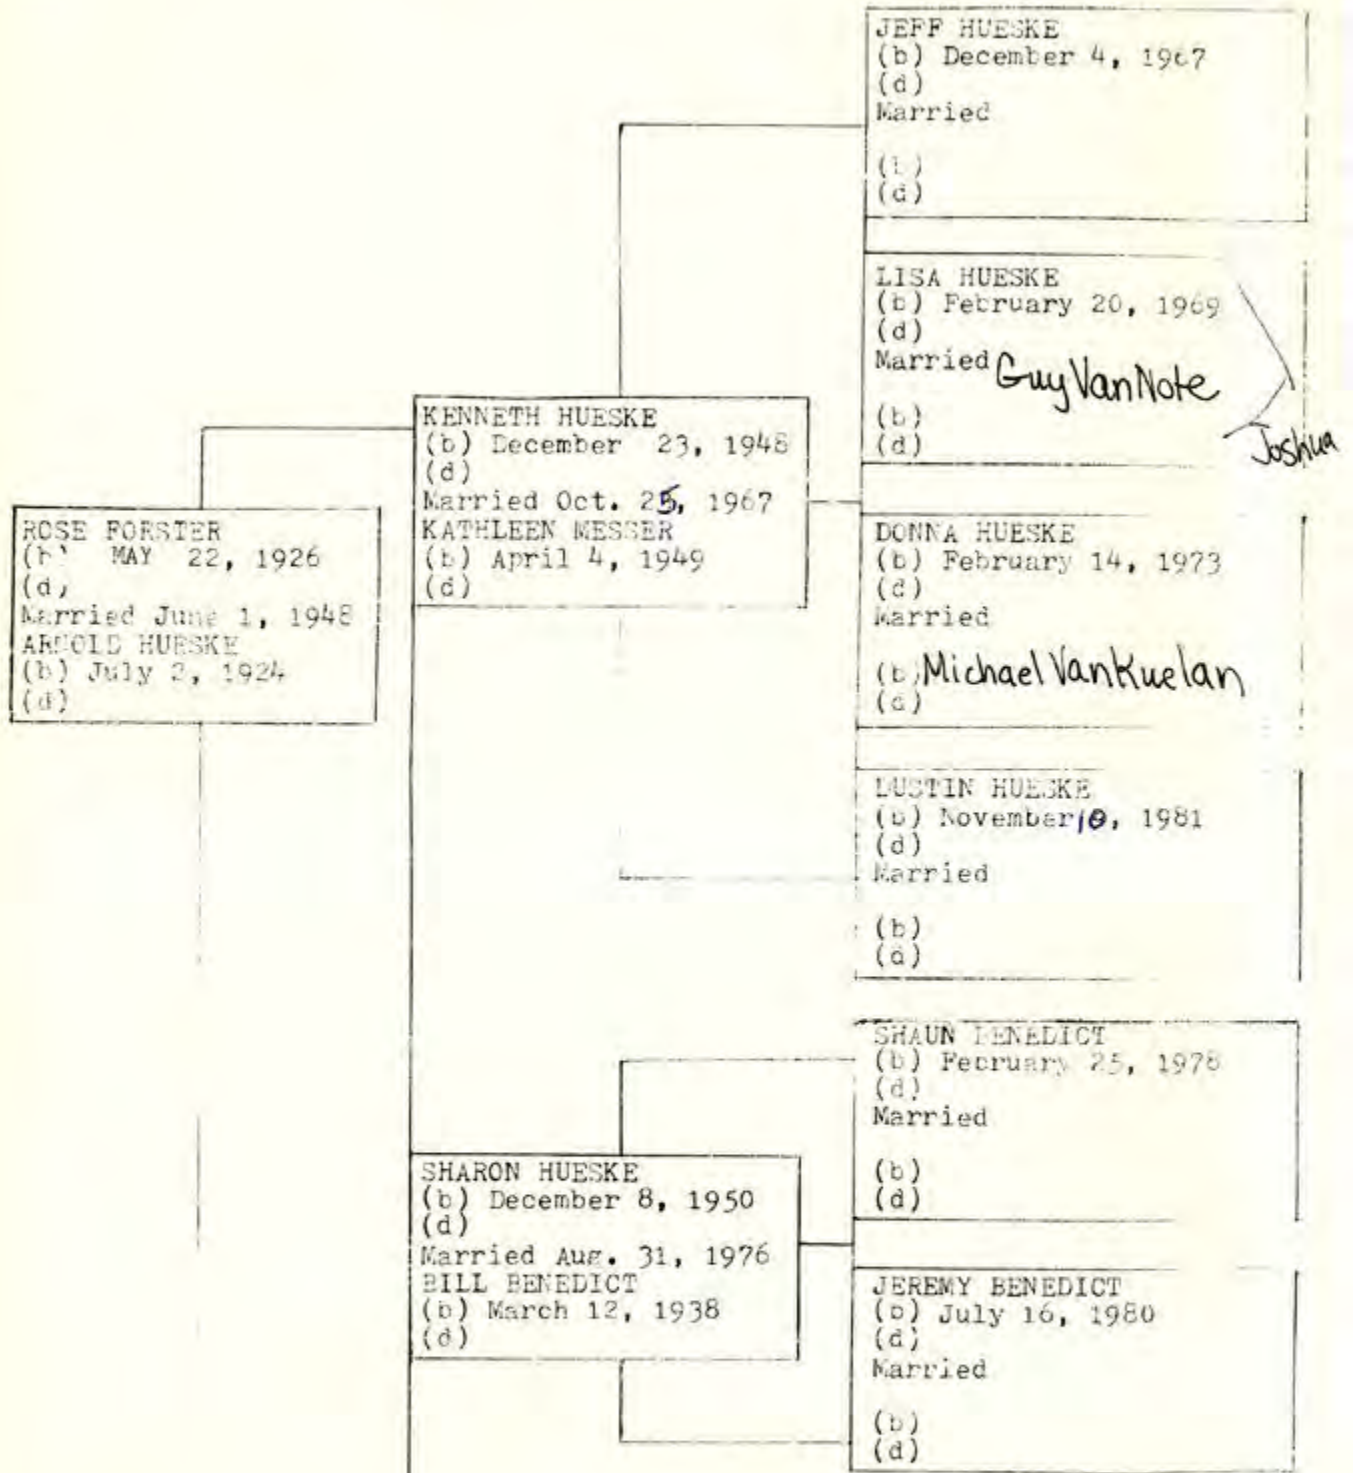 JEFF HUESKE
(b) December 4, 1967
(d)
Married
(b)
(d)
LISA HUESKE
(b) February 20, 1969
(d)
Married Guy VanNote
(b)
(d)
Joshua
KENNETH HUESKE
(b) December 23, 1948
(d)
Married Oct. 25, 1967
KATHLEEN MESSER
(b) April 4, 1949
(d)
ROSE FORSTER
(b) MAY 22, 1926
(d)
Married June 1, 1948
ARNOLD HUESKE
(b) July 2, 1924
(d)
DONNA HUESKE
(b) February 14, 1973
(d)
Married
(b) Michael VanKuelan
(d)
DUSTIN HUESKE
(b) November 10, 1981
(d)
Married
(b)
(d)
SHAUN BENEDICT
(b) February 25, 1978
(d)
Married
(b)
(d)
SHARON HUESKE
(b) December 8, 1950
(d)
Married Aug. 31, 1976
BILL BENEDICT
(b) March 12, 1938
(d)
JEREMY BENEDICT
(b) July 16, 1980
(d)
Married
(b)
(d)